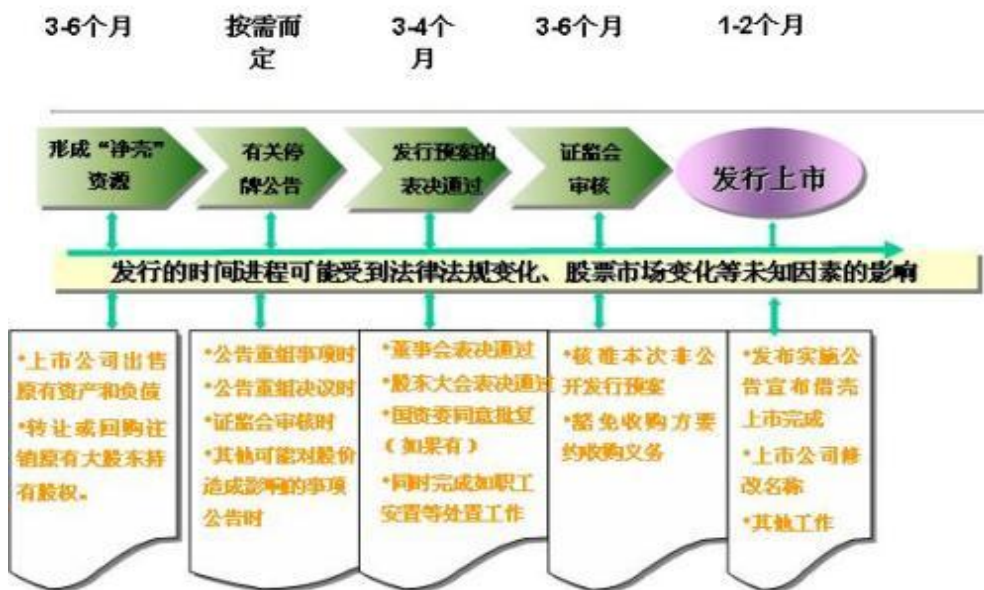 3-6个月
按需而
定
3-4个
月
3-6个月
1-2个月
形成“净壳”
资源
有关停
牌公告
发行预案的
表决通过
证监会
审核
发行上市
发行的时间进程可能受到法律法规变化、股票市场变化等未知因素的影响
•上市公司出售
原有资产和负债
•转让或回购注
销原有大股东持
有股权。
•公告重组事项时
•公告重组决议时
•证监会审核时
•其他可能对股价
造成影响的事项
公告时
•董事会表决通过
•股东大会表决通过
•国资委同意批复
（如果有）
•同时完成如职工
安置等处置工作
•核准本次非公
开发行预案
•豁免收购方要
约收购义务
•发布实施公
告宣布借壳
上市完成
•上市公司修
改名称
•其他工作